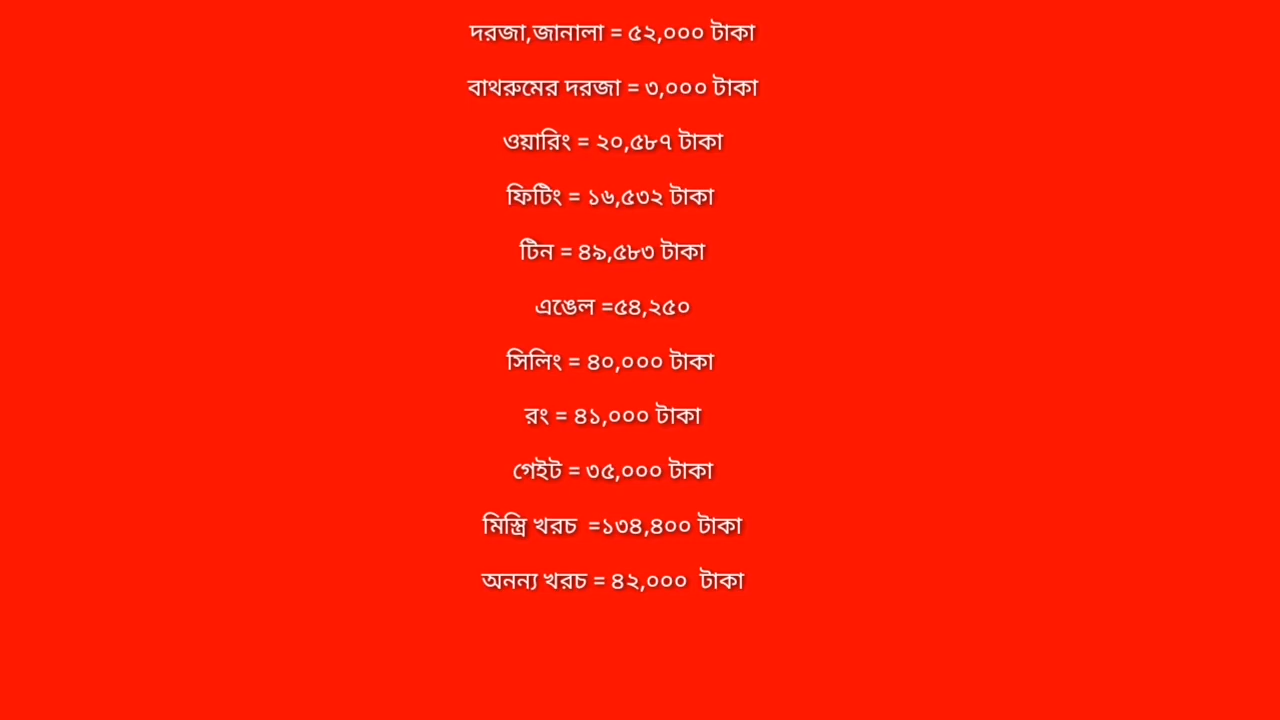 দরজা,জানালা = ৫২,০০০ টাকা
বাথরুমের দরজা = ৩,০০০ টাকা
ওয়ারিং = ২০,৫৮৭ টাকা
ফিটিং = ১৬,৫৩২ টাকা
টিন = ৪৯,৫৮৩ টাকা
এঙেল =৫৪,২৫০
সিলিং = ৪০,০০০ টাকা
রং = ৪১,০০০ টাকা
গেইট = ৩৫,০০০ টাকা
মিস্ত্রি খরচ =১৩৪,৪০০ টাকা
অনন্য খরচ = ৪২,০০০ টাকা